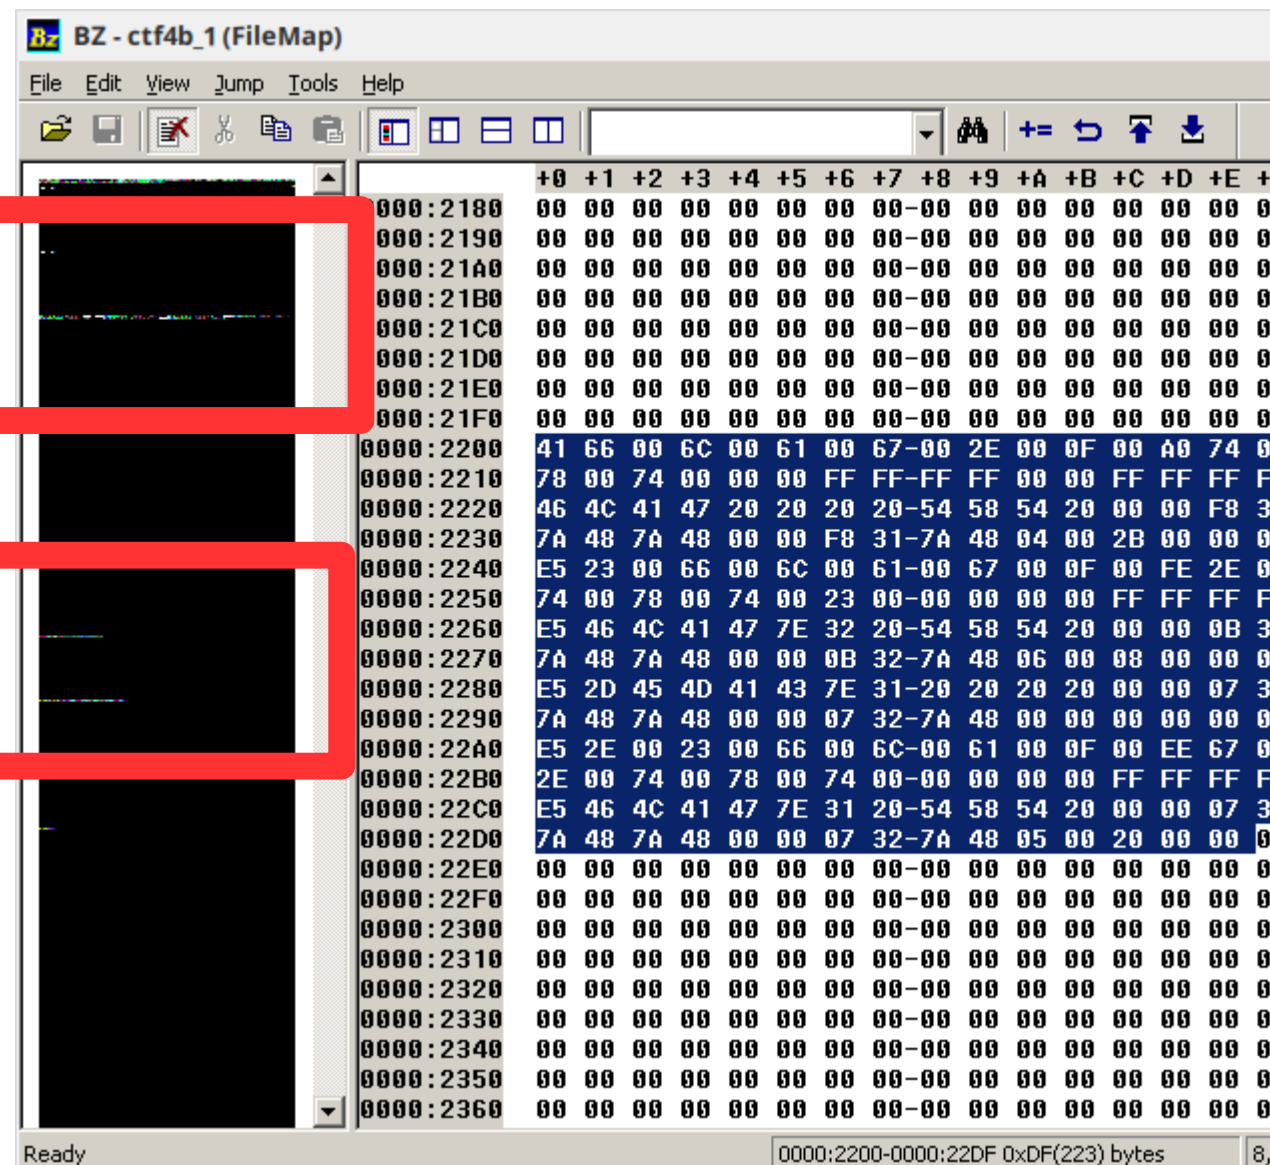 BZ - ctf4b_1 (FileMap)
File Edit View Jump Tools Help
+0 +1 +2 +3 +4 +5 +6 +7 +8 +9 +A +B +C +D +E +
000:2180 00 00 00 00 00 00 00 00-00 00 00 00 00 00 00
000:2190 00 00 00 00 00 00 00 00-00 00 00 00 00 00 00
000:21A0 00 00 00 00 00 00 00 00-00 00 00 00 00 00 00
000:21B0 00 00 00 00 00 00 00 00-00 00 00 00 00 00 00
000:21C0 00 00 00 00 00 00 00 00-00 00 00 00 00 00 00
000:21D0 00 00 00 00 00 00 00 00-00 00 00 00 00 00 00
000:21E0 00 00 00 00 00 00 00 00-00 00 00 00 00 00 00
000:21F0 00 00 00 00 00 00 00 00-00 00 00 00 00 00 00
0000:2200 41 66 00 6C 00 61 00 67-00 2E 00 0F 00 A0 74 0
0000:2210 78 00 74 00 00 00 FF FF-FF FF 00 00 FF FF FF F
0000:2220 46 4C 41 47 20 20 20 20-54 58 54 20 00 00 F8 3
0000:2230 7A 48 7A 48 00 00 F8 31-7A 48 04 00 2B 00 00 0
0000:2240 E5 23 00 66 00 6C 00 61-00 67 00 0F 00 FE 2E 0
0000:2250 74 00 78 00 74 00 23 00-00 00 00 00 FF FF FF F
0000:2260 E5 46 4C 41 47 7E 32 20-54 58 54 20 00 00 0B 3
0000:2270 7A 48 7A 48 00 00 0B 32-7A 48 06 00 08 00 00 0
0000:2280 E5 2D 45 4D 41 43 7E 31-20 20 20 20 00 00 07 3
0000:2290 7A 48 7A 48 00 00 07 32-7A 48 00 00 00 00 00 0
0000:22A0 E5 2E 00 23 00 66 00 6C-00 61 00 0F 00 EE 67 0
0000:22B0 2E 00 74 00 78 00 74 00-00 00 00 00 FF FF FF F
0000:22C0 E5 46 4C 41 47 7E 31 20-54 58 54 20 00 00 07 3
0000:22D0 7A 48 7A 48 00 00 07 32-7A 48 05 00 20 00 00 0
0000:22E0 00 00 00 00 00 00 00 00-00 00 00 00 00 00 00 0
0000:22F0 00 00 00 00 00 00 00 00-00 00 00 00 00 00 00 0
0000:2300 00 00 00 00 00 00 00 00-00 00 00 00 00 00 00 0
0000:2310 00 00 00 00 00 00 00 00-00 00 00 00 00 00 00 0
0000:2320 00 00 00 00 00 00 00 00-00 00 00 00 00 00 00 0
0000:2330 00 00 00 00 00 00 00 00-00 00 00 00 00 00 00 0
0000:2340 00 00 00 00 00 00 00 00-00 00 00 00 00 00 00 0
0000:2350 00 00 00 00 00 00 00 00-00 00 00 00 00 00 00 0
0000:2360 00 00 00 00 00 00 00 00-00 00 00 00 00 00 00 0
Ready 0000:2200-0000:22DF 0xDF(223) bytes 8,